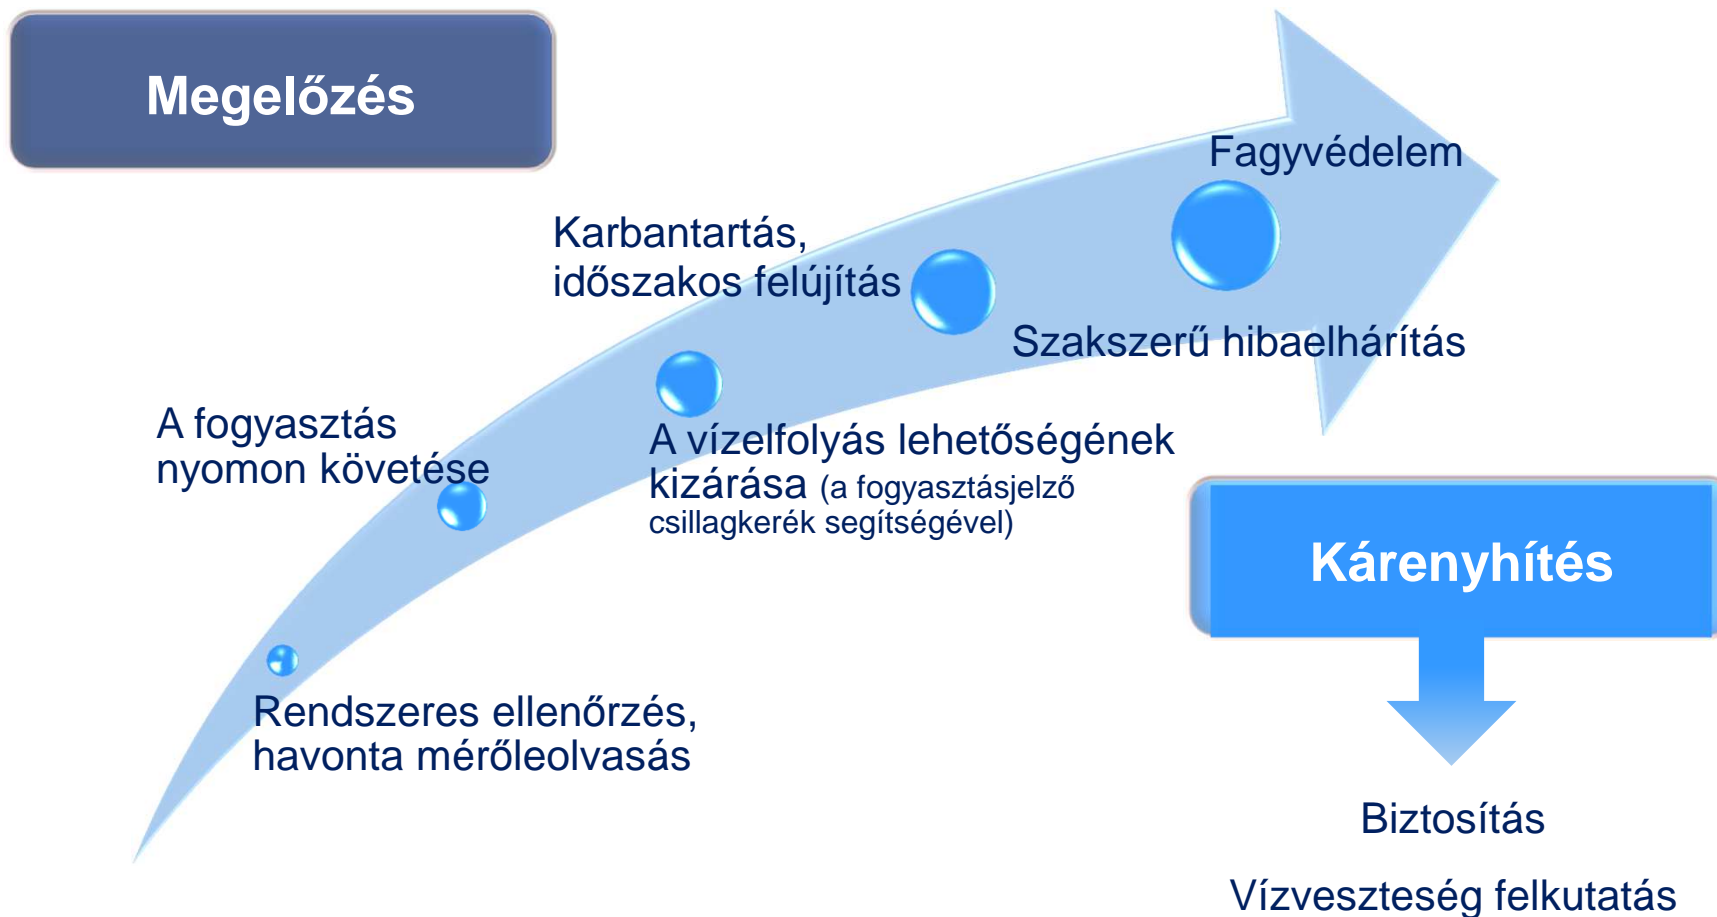 Megelőzés
Fagyvédelem
Karbantartás,
időszakos felújítás
Szakszerű hibaelhárítás
A fogyasztás
nyomon követése
A vízelfolyás lehetőségének
kizárása (a fogyasztásjelző
csillagkerék segítségével)
Rendszeres ellenőrzés,
havonta mérőleolvasás
Kárenyhítés
Biztosítás
Vízveszteség felkutatás